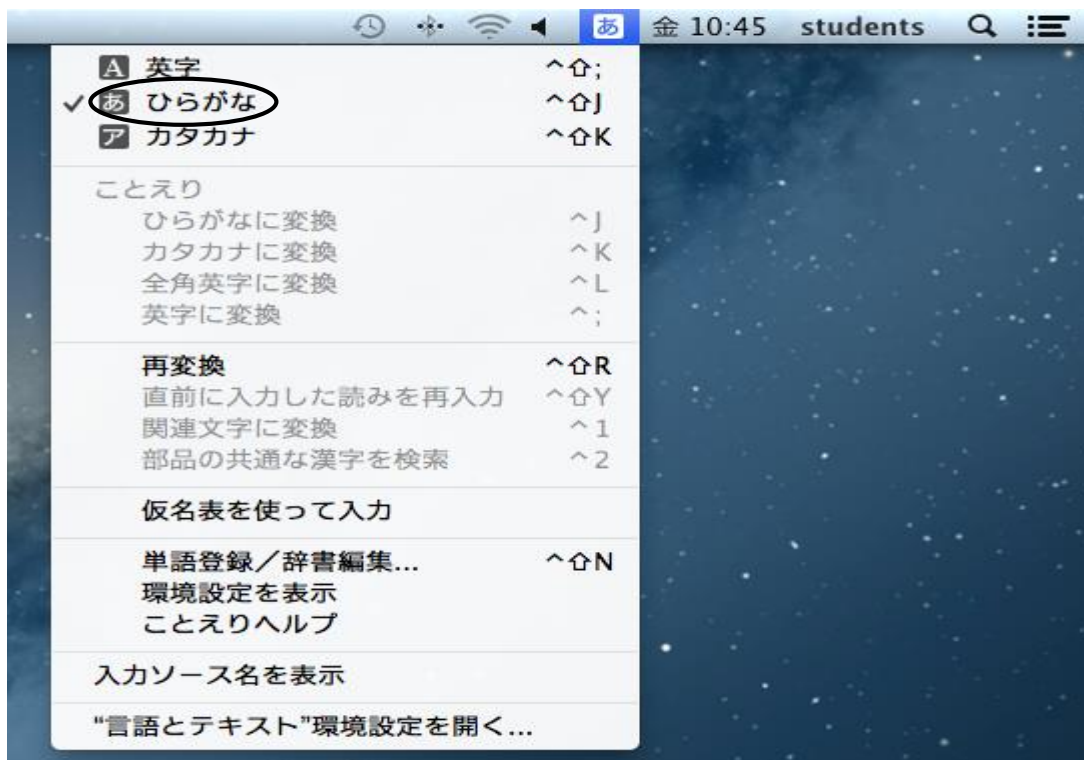 あ 金 10:45 students
A 英字 ^⇧;
✓ あ ひらがな ^⇧J
ア カタカナ ^⇧K
ことえり
ひらがなに変換 ^J
カタカナに変換 ^K
全角英字に変換 ^L
英字に変換 ^;
再変換 ^⇧R
直前に入力した読みを再入力 ^⇧Y
関連文字に変換 ^1
部品の共通な漢字を検索 ^2
仮名表を使って入力
単語登録／辞書編集... ^⇧N
環境設定を表示
ことえりヘルプ
入力ソース名を表示
“言語とテキスト”環境設定を開く...